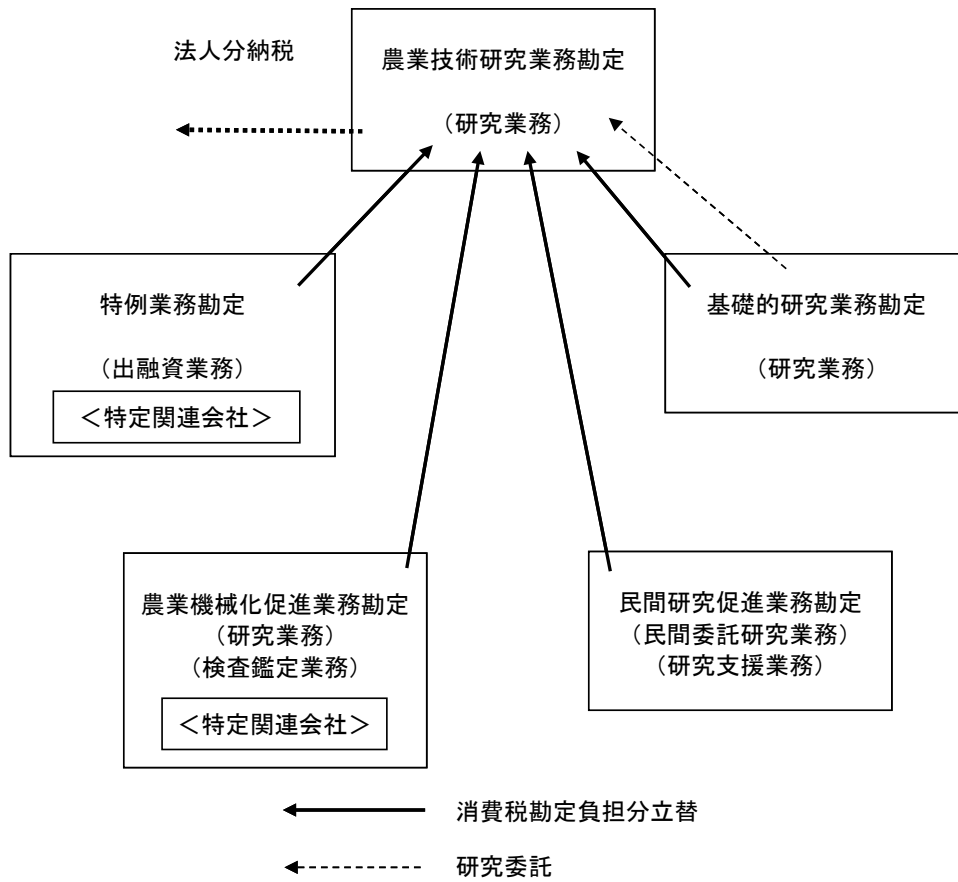 法人分納税
農業技術研究業務勘定
（研究業務）
特例業務勘定
（出融資業務）
＜特定関連会社＞
基礎的研究業務勘定
（研究業務）
農業機械化促進業務勘定
（研究業務）
（検査鑑定業務）
＜特定関連会社＞
民間研究促進業務勘定
（民間委託研究業務）
（研究支援業務）
消費税勘定負担分立替
研究委託